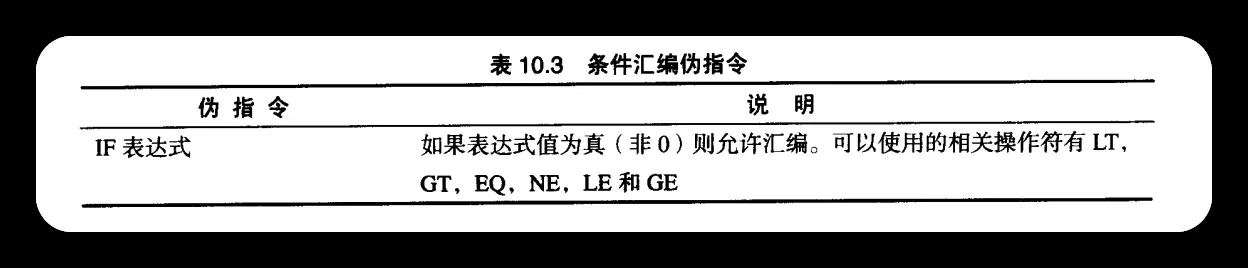 表 10.3 条件汇编伪指令
伪 指 令 说 明
IF 表达式 如果表达式值为真（非 0）则允许汇编。可以使用的相关操作符有 LT，
GT，EQ，NE，LE 和 GE